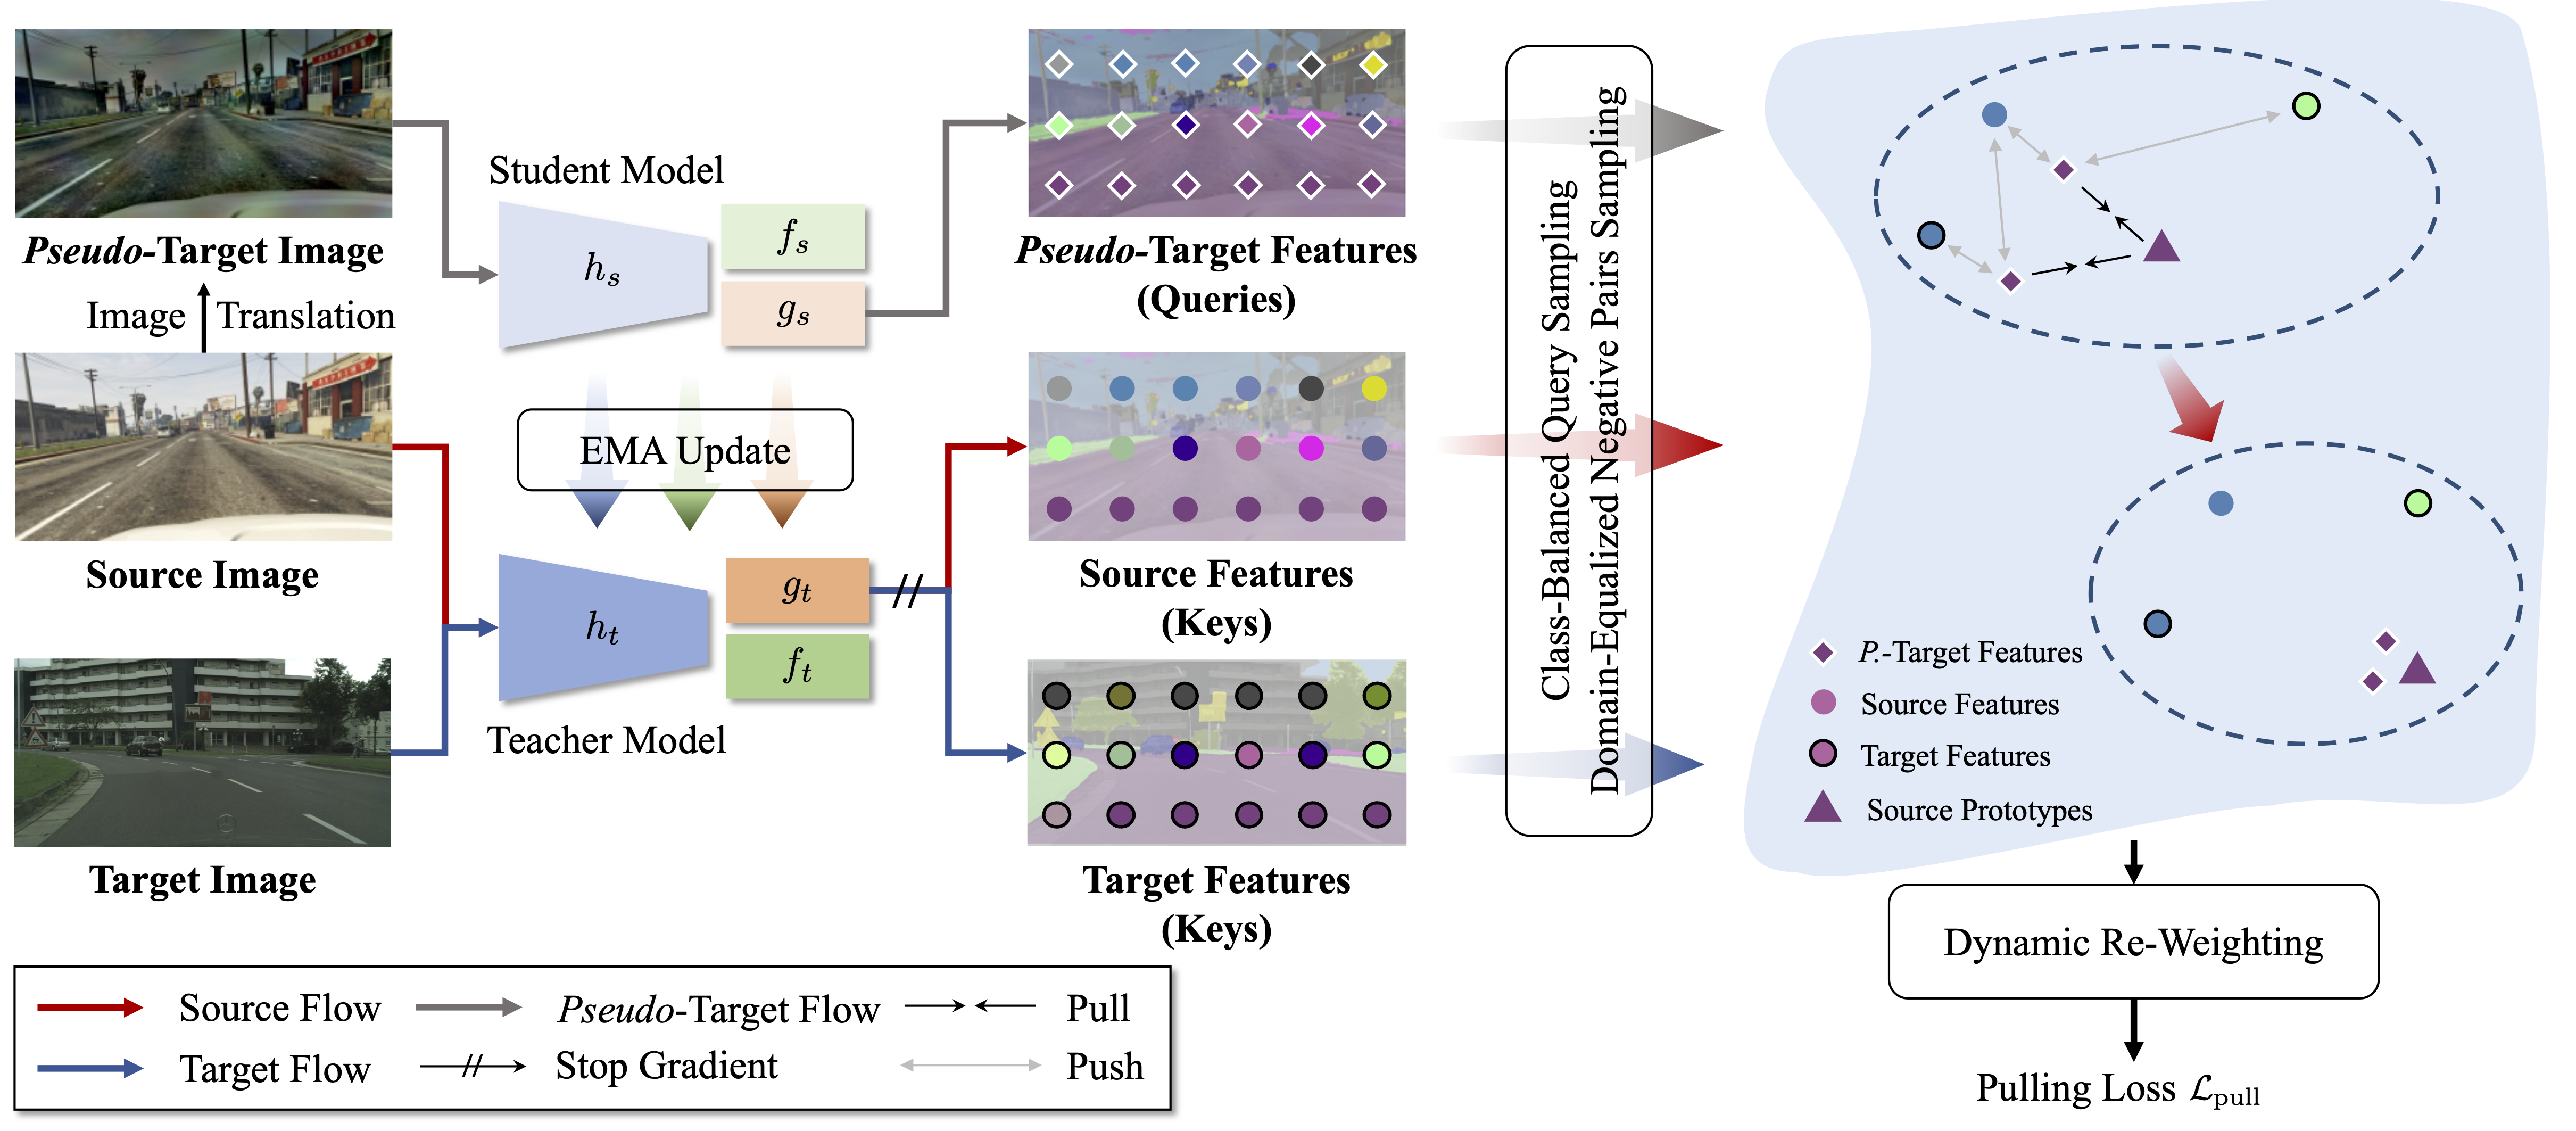 Pseudo-Target Image
Image Translation
Source Image
Target Image
Student Model
h_s
f_s
g_s
EMA Update
h_t
g_t
f_t
Teacher Model
Pseudo-Target Features
(Queries)
Source Features
(Keys)
Target Features
(Keys)
Class-Balanced Query Sampling
Domain-Equalized Negative Pairs Sampling
P.-Target Features
Source Features
Target Features
Source Prototypes
Dynamic Re-Weighting
Pulling Loss ℒ_pull
Source Flow
Pseudo-Target Flow
Pull
Target Flow
Stop Gradient
Push